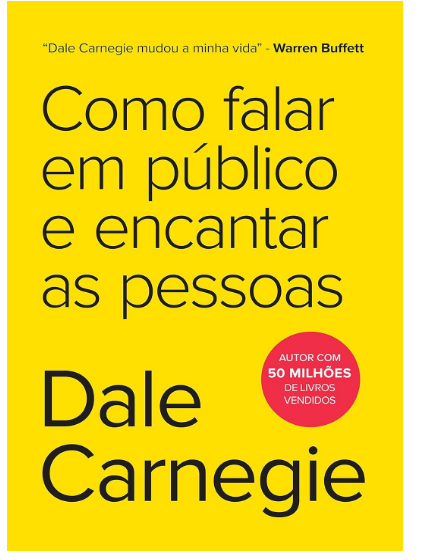 “Dale Carnegie mudou a minha vida” - Warren Buffett
Como falar
em público
e encantar
as pessoas
AUTOR COM
50 MILHÕES
DE LIVROS
VENDIDOS
Dale
Carnegie